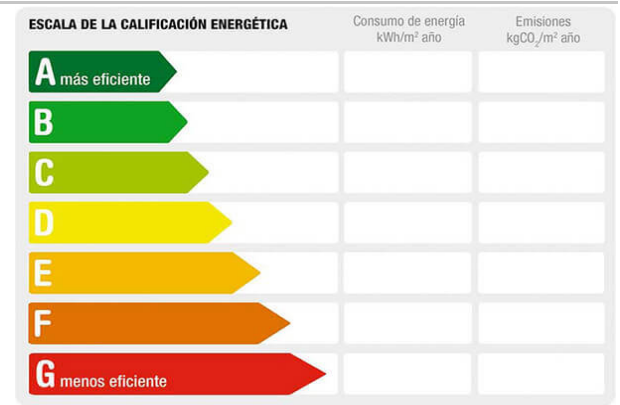 ESCALA DE LA CALIFICACIÓN ENERGÉTICA
Consumo de energía
kWh/m² año
Emisiones
kgCO₂/m² año
A más eficiente
B
C
D
E
F
G menos eficiente